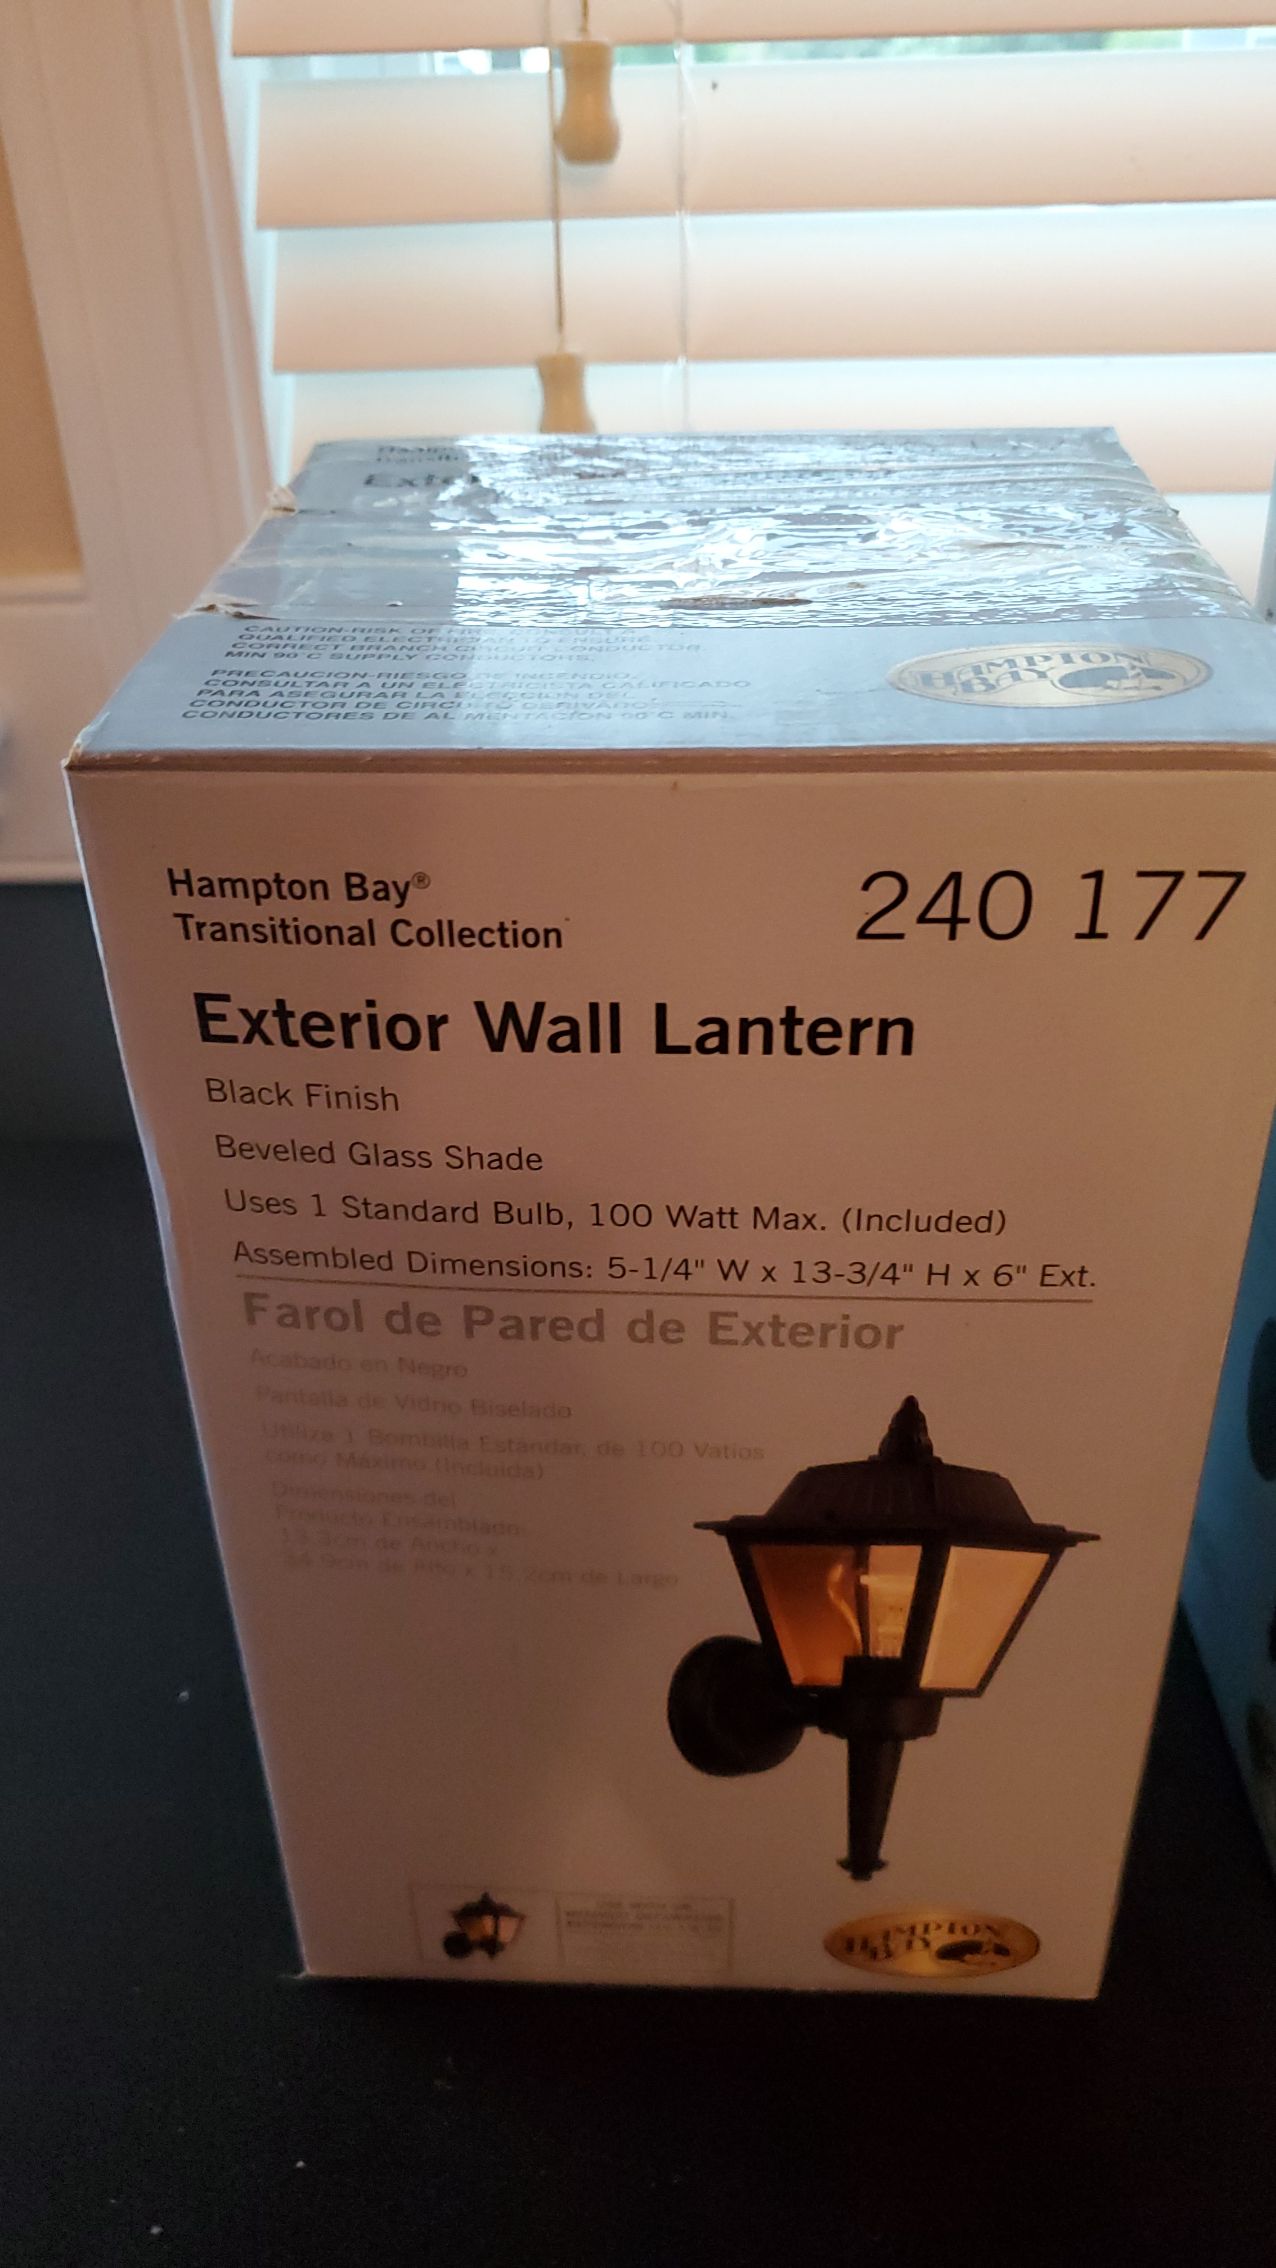 Exte
CAUTION-RISK OF FIRE. CONSULT A
QUALIFIED ELECTRICIAN TO ENSURE
CORRECT BRANCH CIRCUIT CONDUCTOR.
MIN 90°C SUPPLY CONDUCTORS.
PRECAUCION-RIESGO DE INCENDIO.
CONSULTAR A UN ELECTRICISTA CALIFICADO
PARA ASEGURAR LA ELECCION DEL
CONDUCTOR DE CIRCUITO DERIVADO.
CONDUCTORES DE ALIMENTACION 90°C MIN.
HAMPTON
BAY
Hampton Bay®
Transitional Collection
240 177
Exterior Wall Lantern
Black Finish
Beveled Glass Shade
Uses 1 Standard Bulb, 100 Watt Max. (Included)
Assembled Dimensions: 5-1/4" W x 13-3/4" H x 6" Ext.
Farol de Pared de Exterior
Acabado en Negro
Pantalla de Vidrio Biselado
Utiliza 1 Bombilla Estándar, de 100 Vatios
como Máximo (Incluida)
Dimensiones del
Producto Ensamblado:
13.3cm de Ancho x
34.9cm de Alto x 15.2cm de Largo
HAMPTON
BAY